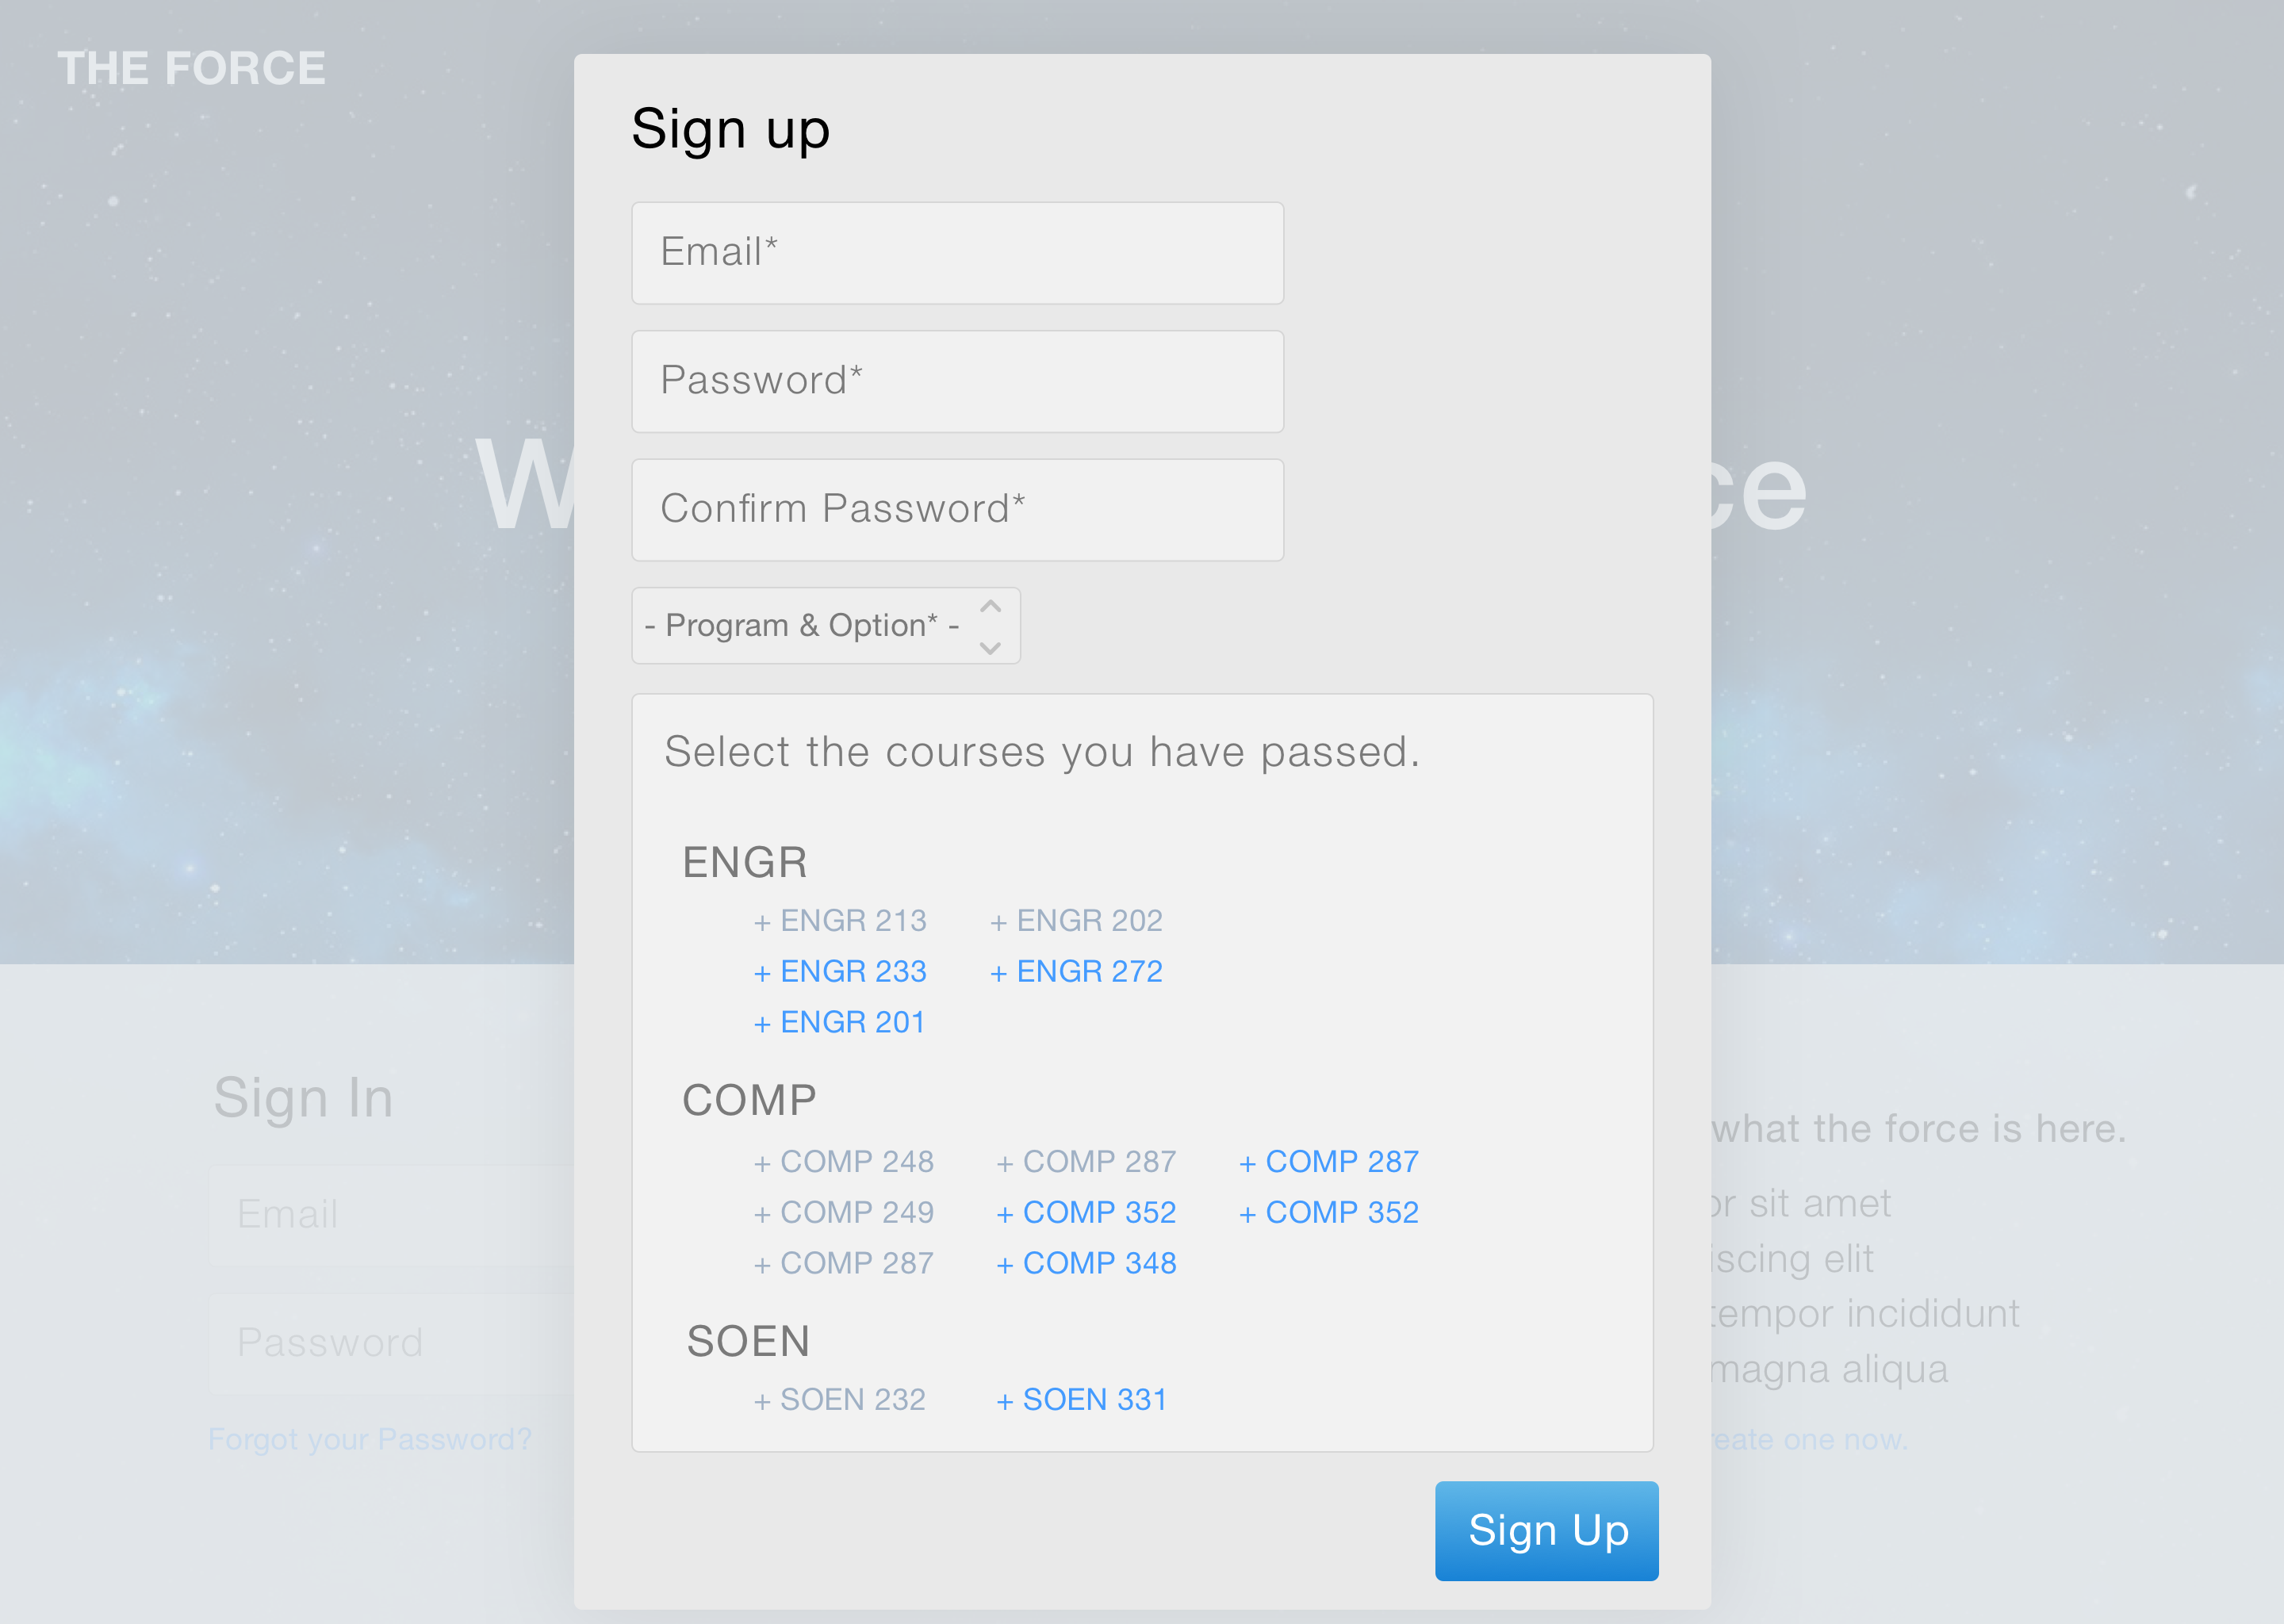 THE FORCE
Sign up
Email*
Password*
W
ce
Confirm Password*
- Program & Option* -
Select the courses you have passed.
ENGR
+ ENGR 213 + ENGR 202
+ ENGR 233 + ENGR 272
+ ENGR 201
COMP
+ COMP 248 + COMP 287 + COMP 287
+ COMP 249 + COMP 352 + COMP 352
+ COMP 287 + COMP 348
SOEN
+ SOEN 232 + SOEN 331
Sign Up
Sign In
Email
Password
Forgot your Password?
what the force is here.
or sit amet
iscing elit
tempor incididunt
magna aliqua
reate one now.